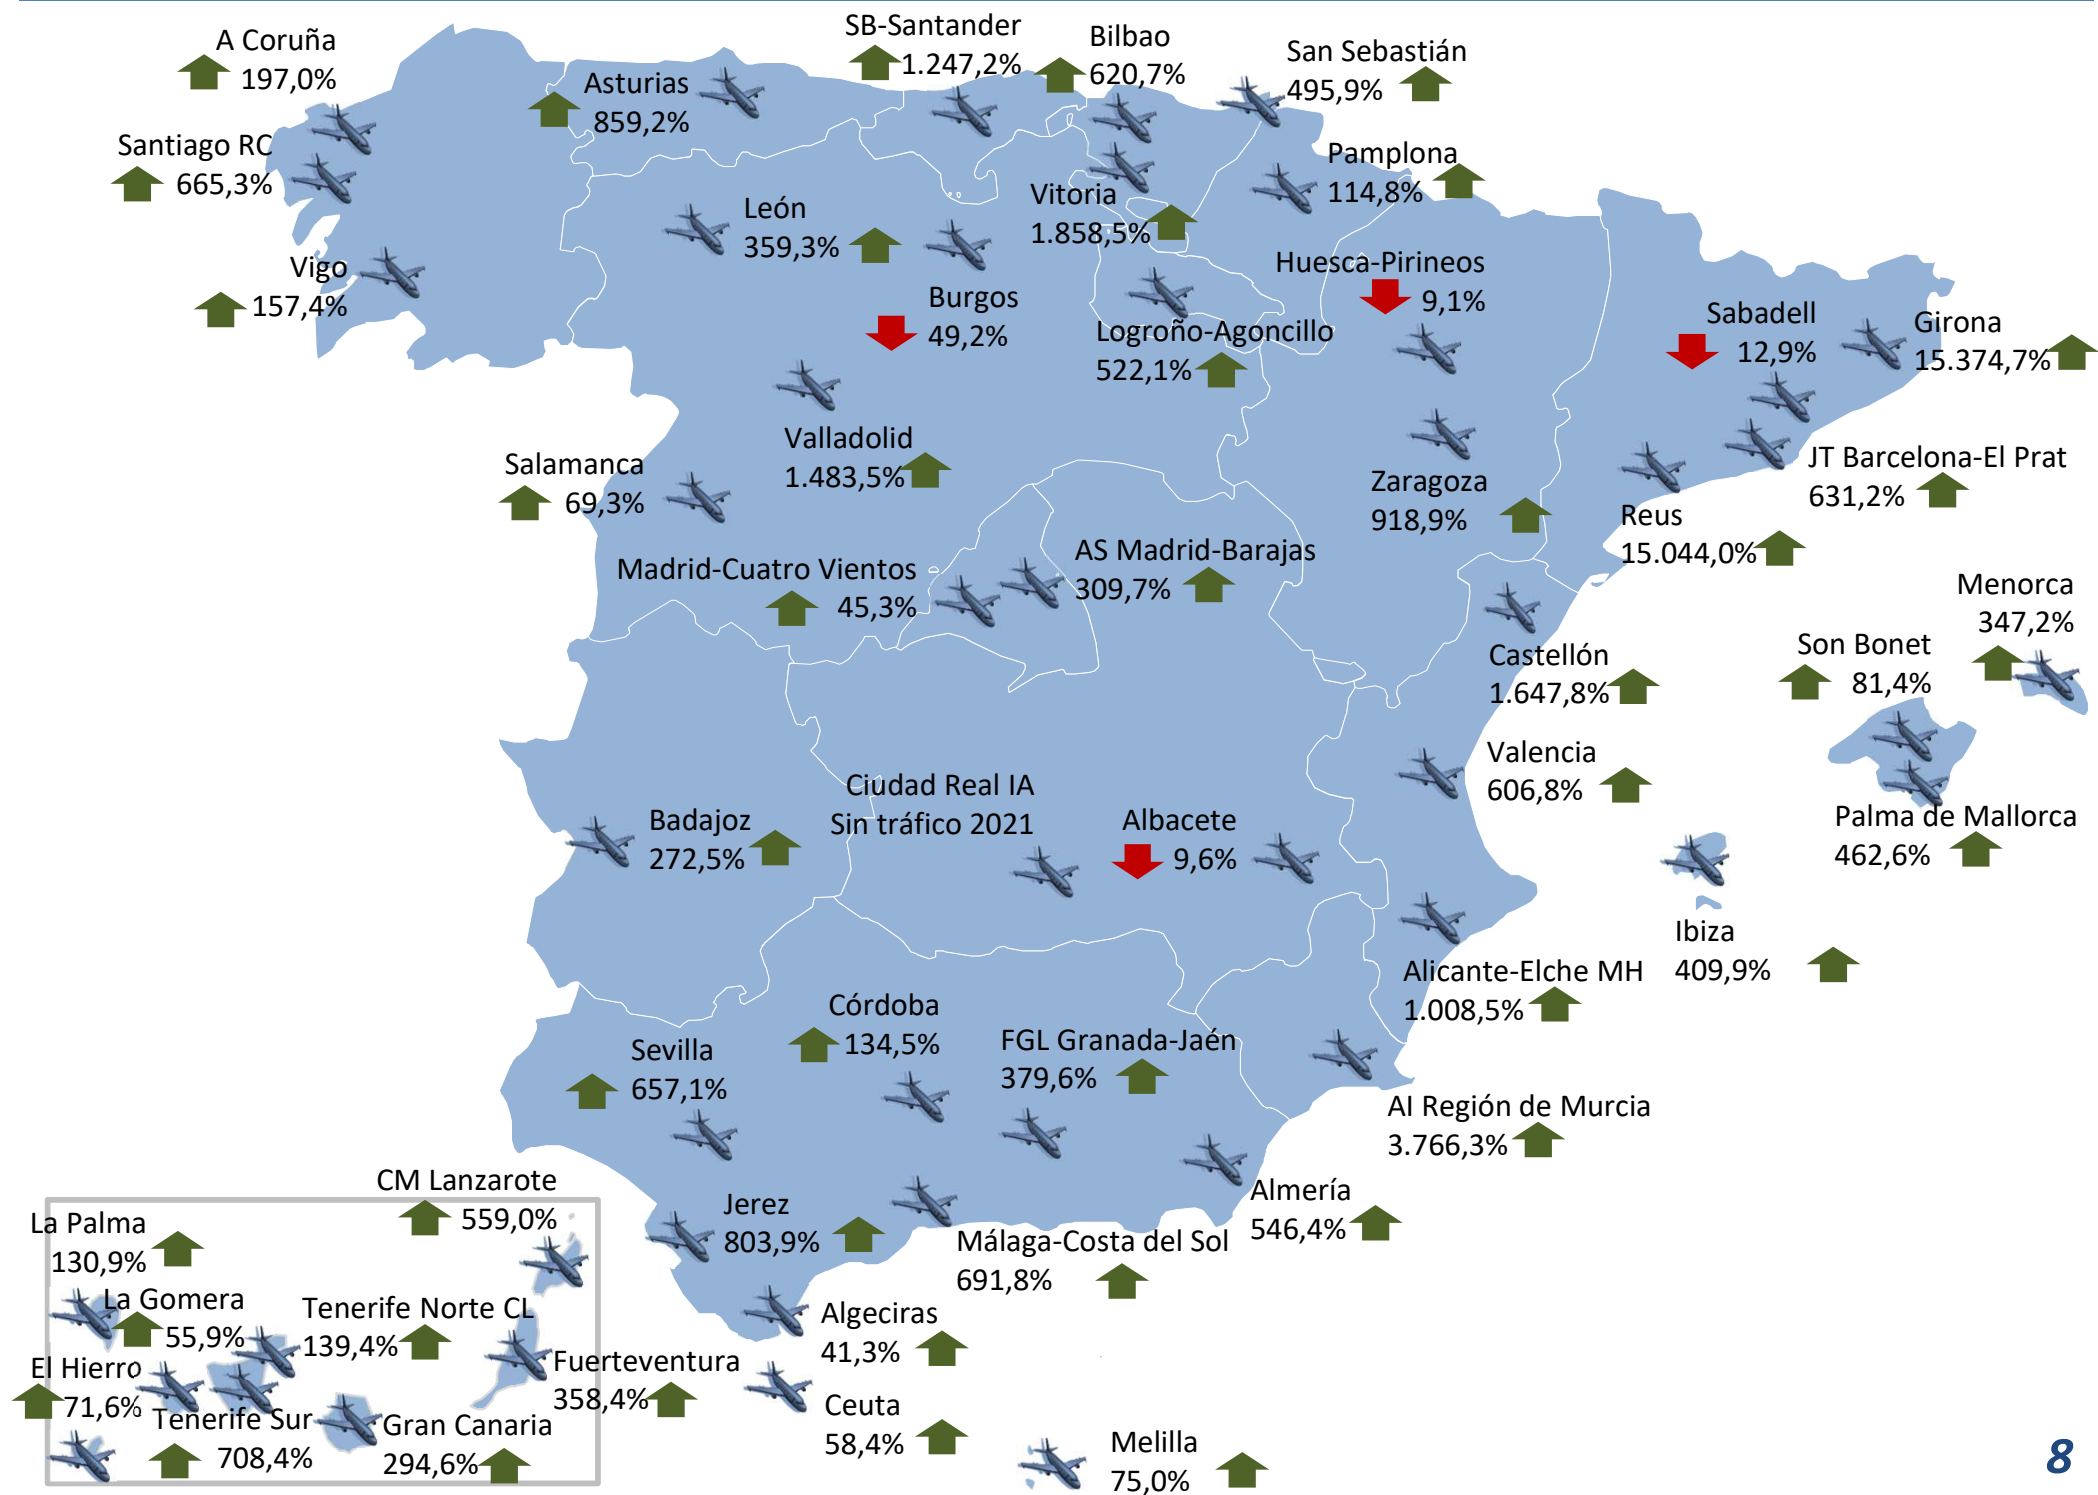 A Coruña
197,0%
SB-Santander
1.247,2%
Bilbao
620,7%
San Sebastián
495,9%
Asturias
859,2%
Santiago RC
665,3%
Pamplona
114,8%
Vitoria
1.858,5%
León
359,3%
Vigo
157,4%
Huesca-Pirineos
9,1%
Burgos
49,2%
Logroño-Agoncillo
522,1%
Sabadell
12,9%
Girona
15.374,7%
Valladolid
1.483,5%
Salamanca
69,3%
Zaragoza
918,9%
JT Barcelona-El Prat
631,2%
Reus
15.044,0%
Madrid-Cuatro Vientos
45,3%
AS Madrid-Barajas
309,7%
Menorca
347,2%
Son Bonet
81,4%
Castellón
1.647,8%
Valencia
606,8%
Palma de Mallorca
462,6%
Ciudad Real IA
Sin tráfico 2021
Badajoz
272,5%
Albacete
9,6%
Ibiza
409,9%
Alicante-Elche MH
1.008,5%
Córdoba
134,5%
FGL Granada-Jaén
379,6%
Sevilla
657,1%
AI Región de Murcia
3.766,3%
Almería
546,4%
Jerez
803,9%
Málaga-Costa del Sol
691,8%
CM Lanzarote
559,0%
La Palma
130,9%
La Gomera
55,9%
Tenerife Norte CL
139,4%
Algeciras
41,3%
El Hierro
71,6%
Fuerteventura
358,4%
Tenerife Sur
708,4%
Gran Canaria
294,6%
Ceuta
58,4%
Melilla
75,0%
8